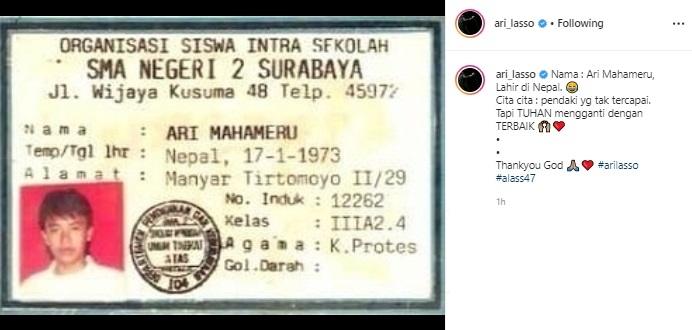 ORGANISASI SISWA INTRA SEKOLAH
SMA NEGERI 2 SURABAYA
Jl. Wijaya Kusuma 48 Telp. 45972
Nama : ARI MAHAMERU
Temp/Tgl lhr : Nepal, 17-1-1973
Alamat : Manyar Tirtomoyo II/29
No. Induk : 12262
Kelas : IIIA2.4
Agama : K.Protes
Gol.Darah :
ari_lasso • Following
ari_lasso Nama : Ari Mahameru,
Lahir di Nepal. 😂
Cita cita : pendaki yg tak tercapai.
Tapi TUHAN mengganti dengan
TERBAIK 🙌❤️
•
•
Thankyou God 🙏🏽❤️ #arilasso
#alass47
1h